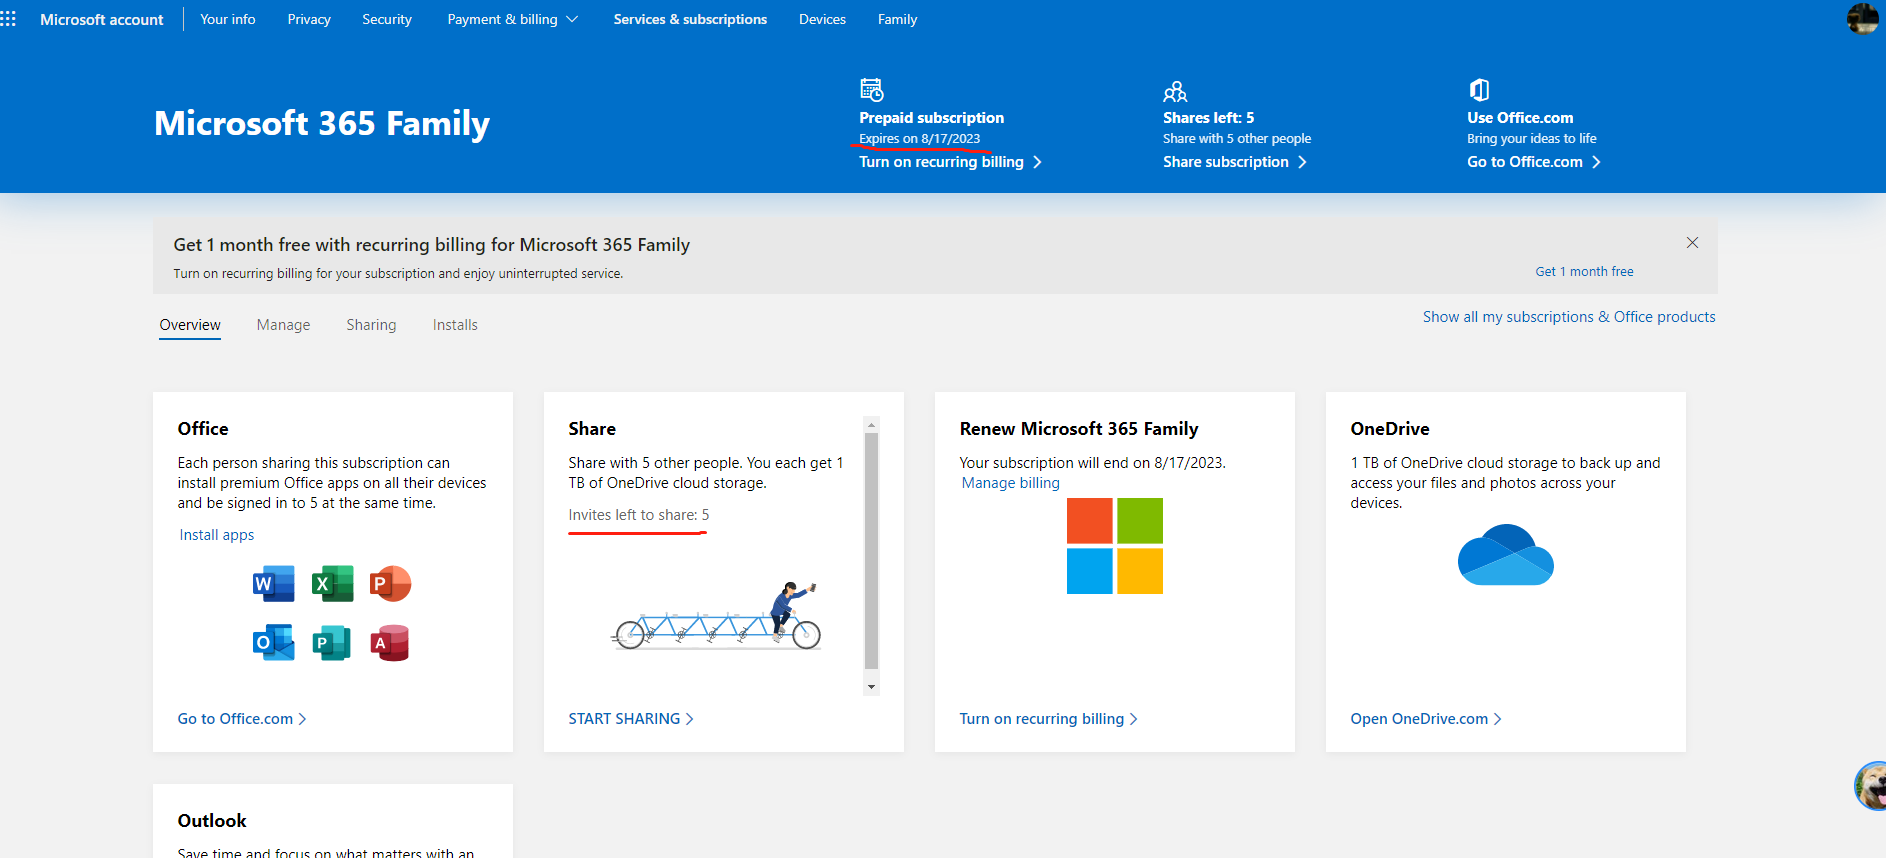 Microsoft account
Your info
Privacy
Security
Payment & billing
Services & subscriptions
Devices
Family
Microsoft 365 Family
Prepaid subscription
Expires on 8/17/2023
Turn on recurring billing
Shares left: 5
Share with 5 other people
Share subscription
Use Office.com
Bring your ideas to life
Go to Office.com
Get 1 month free with recurring billing for Microsoft 365 Family
Turn on recurring billing for your subscription and enjoy uninterrupted service.
Get 1 month free
Overview
Manage
Sharing
Installs
Show all my subscriptions & Office products
Office
Each person sharing this subscription can
install premium Office apps on all their devices
and be signed in to 5 at the same time.
Install apps
W
X
P
O
P
A
Go to Office.com
Share
Share with 5 other people. You each get 1
TB of OneDrive cloud storage.
Invites left to share: 5
START SHARING
Renew Microsoft 365 Family
Your subscription will end on 8/17/2023.
Manage billing
Turn on recurring billing
OneDrive
1 TB of OneDrive cloud storage to back up and
access your files and photos across your
devices.
Open OneDrive.com
Outlook
Save time and focus on what matters with an